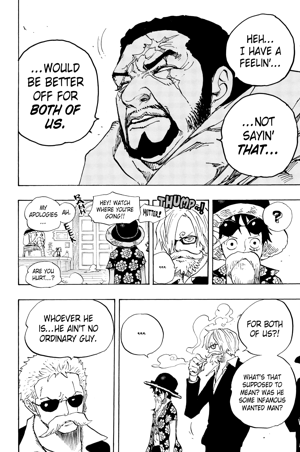 HEH...
I HAVE
A
FEELIN'...
...NOT
SAYIN'
THAT...
...WOULD
BE BETTER
OFF FOR
BOTH OF
US.
?
THUMP!
MUTTER!
HEY! WATCH
WHERE YOU'RE
GOING!!
AH.
MY
APOLOGIES
ARE YOU
HURT...?
FOR
BOTH OF
US?!
WHAT'S THAT
SUPPOSED TO
MEAN? WAS HE
SOME INFAMOUS
WANTED MAN?
...
WHOEVER HE
IS...HE AIN'T NO
ORDINARY GUY.